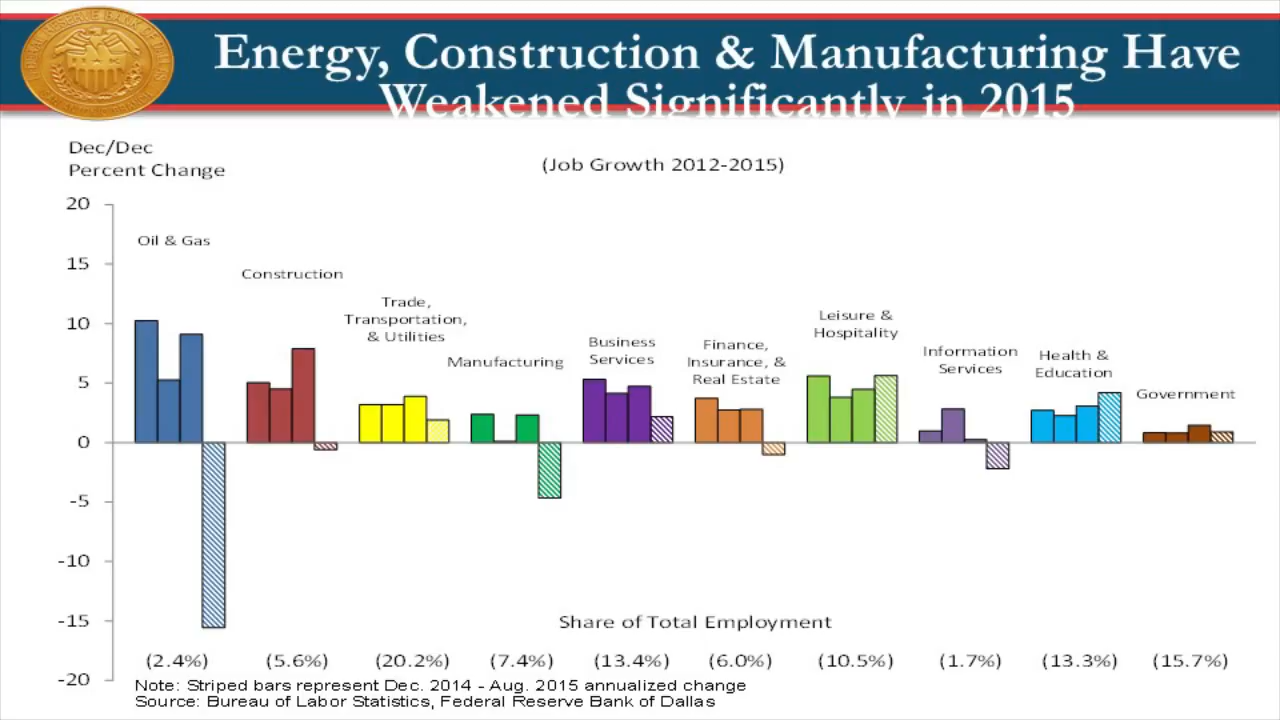 Energy, Construction & Manufacturing Have
Weakened Significantly in 2015
Dec/Dec
Percent Change
(Job Growth 2012-2015)
20
15
10
5
0
-5
-10
-15
-20
Oil & Gas
Construction
Trade,
Transportation,
& Utilities
Manufacturing
Business
Services
Finance,
Insurance, &
Real Estate
Leisure &
Hospitality
Information
Services
Health &
Education
Government
Share of Total Employment
(2.4%) (5.6%) (20.2%) (7.4%) (13.4%) (6.0%) (10.5%) (1.7%) (13.3%) (15.7%)
Note: Striped bars represent Dec. 2014 - Aug. 2015 annualized change
Source: Bureau of Labor Statistics, Federal Reserve Bank of Dallas